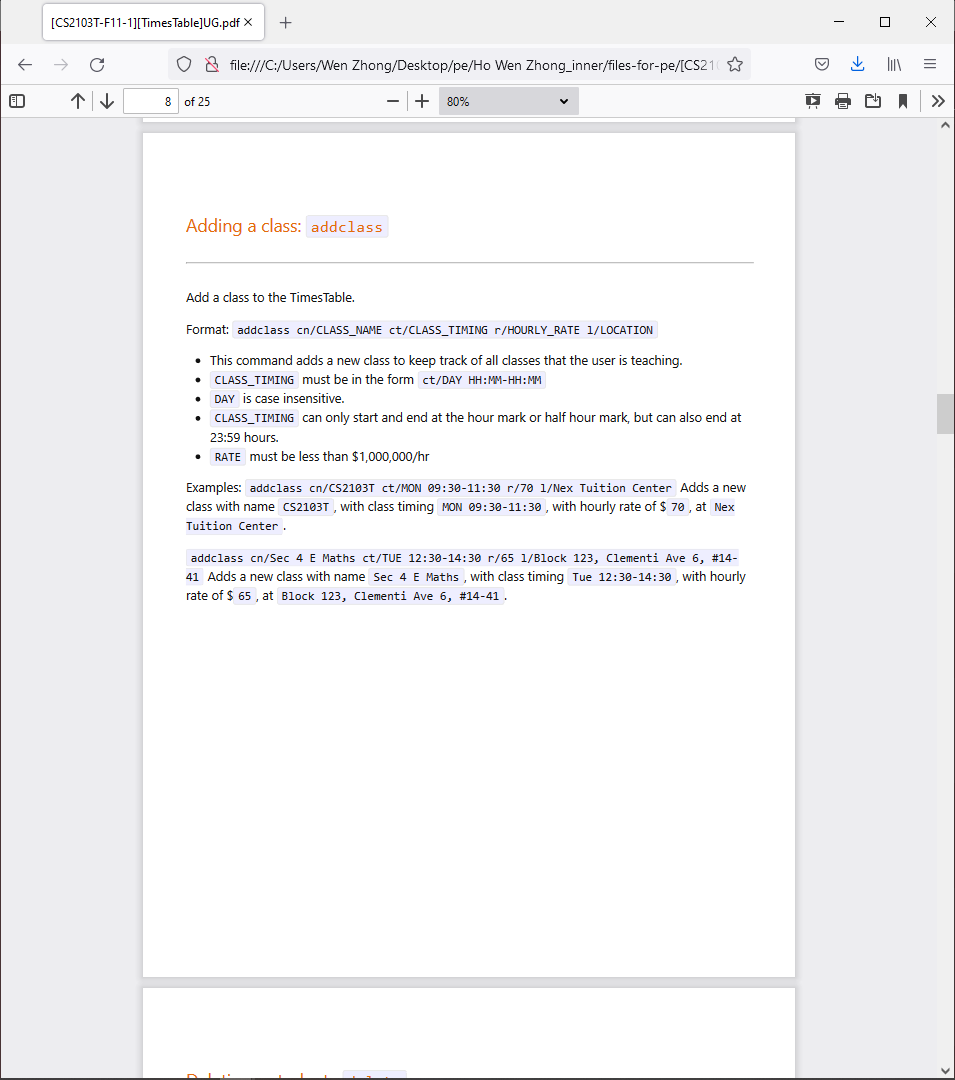 [CS2103T-F11-1][TimesTable]UG.pdf
file:///C:/Users/Wen Zhong/Desktop/pe/Ho Wen Zhong_inner/files-for-pe/[CS210
8 of 25
80%
Adding a class: addclass
Add a class to the TimesTable.
Format: addclass cn/CLASS_NAME ct/CLASS_TIMING r/HOURLY_RATE l/LOCATION
• This command adds a new class to keep track of all classes that the user is teaching.
• CLASS_TIMING must be in the form ct/DAY HH:MM-HH:MM
• DAY is case insensitive.
• CLASS_TIMING can only start and end at the hour mark or half hour mark, but can also end at
23:59 hours.
• RATE must be less than $1,000,000/hr
Examples: addclass cn/CS2103T ct/MON 09:30-11:30 r/70 l/Nex Tuition Center Adds a new
class with name CS2103T , with class timing MON 09:30-11:30 , with hourly rate of $ 70 , at Nex
Tuition Center .
addclass cn/Sec 4 E Maths ct/TUE 12:30-14:30 r/65 l/Block 123, Clementi Ave 6, #14-
41 Adds a new class with name Sec 4 E Maths , with class timing Tue 12:30-14:30 , with hourly
rate of $ 65 , at Block 123, Clementi Ave 6, #14-41 .